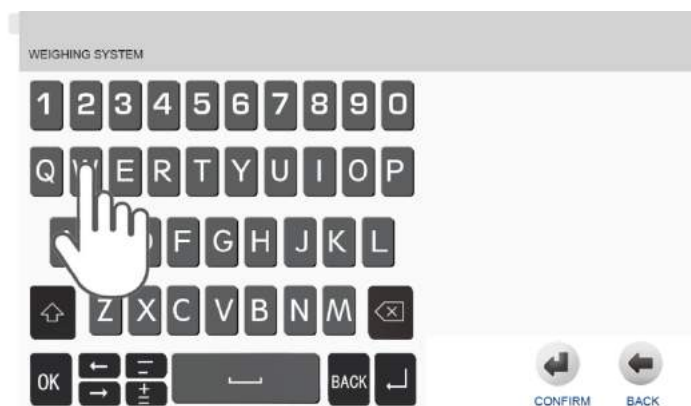 WEIGHING SYSTEM
1 2 3 4 5 6 7 8 9 0
Q W E R T Y U I O P
F G H J K L
Z X C V B N M
OK BACK
CONFIRM BACK